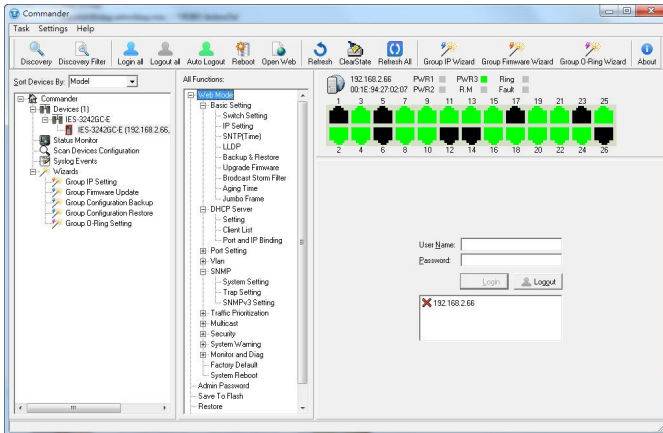 Commander
Task Settings Help
Discovery Discovery Filter Login all Logout all Auto Logout Reboot Open Web Refresh ClearState Refresh All Group IP Wizard Group Firmware Wizard Group O-Ring Wizard About
Sort Devices By: Model
Commander
Devices (1)
IES-3242GC-E
IES-3242GC-E (192.168.2.66.
Status Monitor
Scan Devices Configuration
Syslog Events
Wizards
Group IP Setting
Group Firmware Update
Group Configuration Backup
Group Configuration Restore
Group O-Ring Setting
All Functions:
Web Mode
Basic Setting
Switch Setting
IP Setting
SNTP(Time)
LLDP
Backup & Restore
Upgrade Firmware
Brodcast Storm Filter
Aging Time
Jumbo Frame
DHCP Server
Setting
Client List
Port and IP Binding
Port Setting
Vlan
SNMP
System Setting
Trap Setting
SNMPv3 Setting
Traffic Prioritization
Multicast
Security
System Warning
Monitor and Diag
Factory Default
System Reboot
Admin Password
Save To Flash
Restore
192.168.2.66 PWR1 PWR3 Ring
00:1E:94:27:02:07 PWR2 R.M Fault
1 3 5 7 9 11 13 15 17 19 21 23 25
2 4 6 8 10 12 14 16 18 20 22 24 26
User Name:
Password:
Login Logout
192.168.2.66